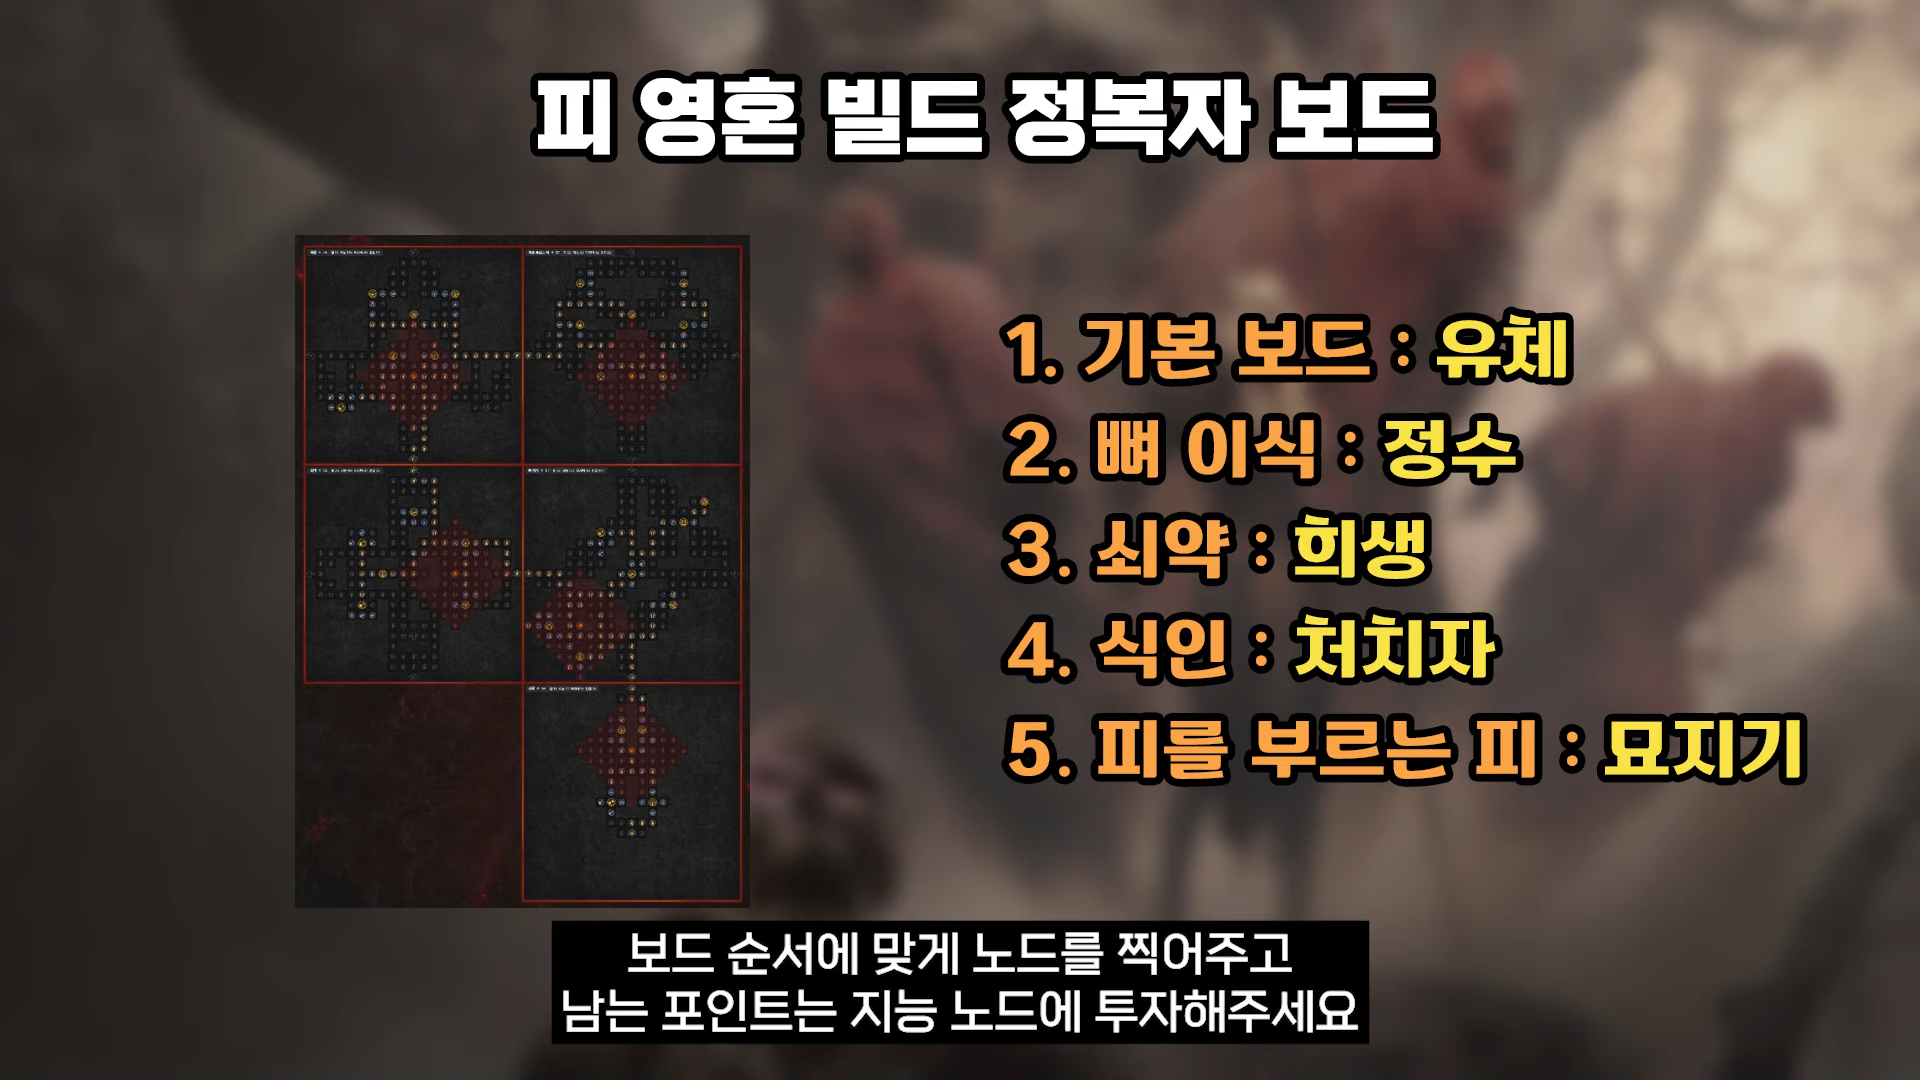 피 영혼 빌드 정복자 보드
1. 기본 보드 : 유체
2. 뼈 이식 : 정수
3. 쇠약 : 희생
4. 식인 : 처치자
5. 피를 부르는 피 : 묘지기
보드 순서에 맞게 노드를 찍어주고
남는 포인트는 지능 노드에 투자해주세요